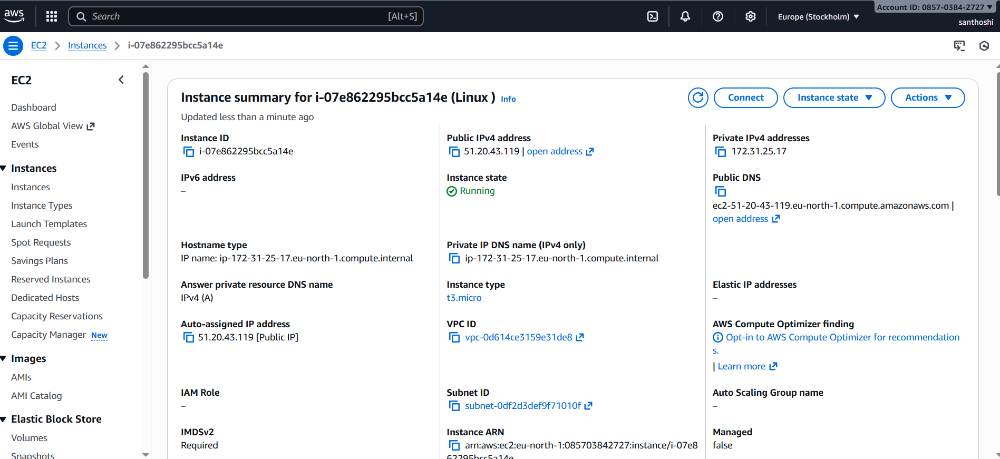 aws
Search
[Alt+S]
Europe (Stockholm)
Account ID: 0857-0384-2727
santhoshi
EC2
Instances
i-07e862295bcc5a14e
EC2
Dashboard
AWS Global View
Events
Instances
Instances
Instance Types
Launch Templates
Spot Requests
Savings Plans
Reserved Instances
Dedicated Hosts
Capacity Reservations
Capacity Manager New
Images
AMIs
AMI Catalog
Elastic Block Store
Volumes
Snapshots
Instance summary for i-07e862295bcc5a14e (Linux ) Info
Updated less than a minute ago
Connect
Instance state
Actions
Instance ID
i-07e862295bcc5a14e
Public IPv4 address
51.20.43.119 | open address
Private IPv4 addresses
172.31.25.17
IPv6 address
–
Instance state
Running
Public DNS
ec2-51-20-43-119.eu-north-1.compute.amazonaws.com |
open address
Hostname type
IP name: ip-172-31-25-17.eu-north-1.compute.internal
Private IP DNS name (IPv4 only)
ip-172-31-25-17.eu-north-1.compute.internal
Answer private resource DNS name
IPv4 (A)
Instance type
t3.micro
Elastic IP addresses
–
Auto-assigned IP address
51.20.43.119 [Public IP]
VPC ID
vpc-0d614ce3159e31de8
AWS Compute Optimizer finding
Opt-in to AWS Compute Optimizer for recommendation
s.
| Learn more
IAM Role
–
Subnet ID
subnet-0df2d3def9f71010f
Auto Scaling Group name
–
IMDSv2
Required
Instance ARN
arn:aws:ec2:eu-north-1:085703842727:instance/i-07e8
62295bcc5a14e
Managed
false